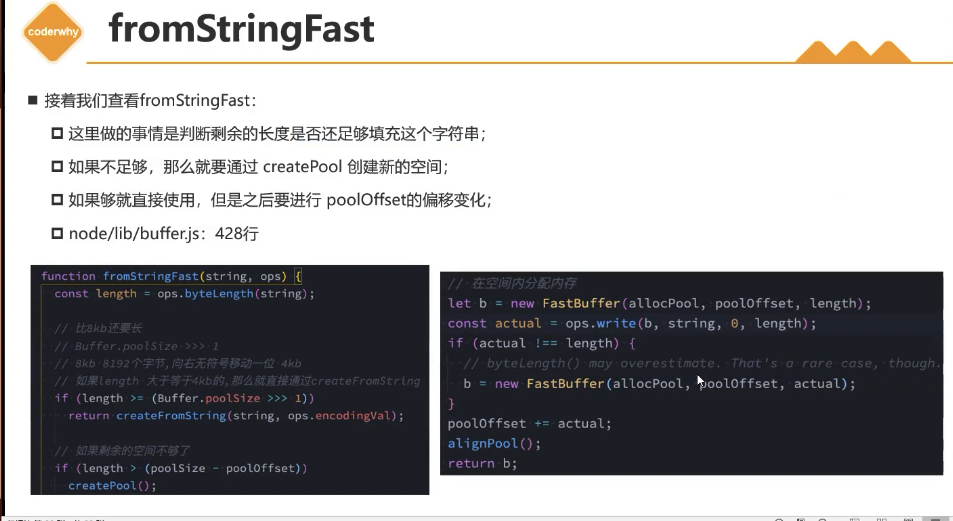 coderwhy
fromStringFast
接着我们查看fromStringFast：
这里做的事情是判断剩余的长度是否还足够填充这个字符串；
如果不足够，那么就要通过 createPool 创建新的空间；
如果够就直接使用，但是之后要进行 poolOffset的偏移变化；
node/lib/buffer.js：428行
function fromStringFast(string, ops) {
const length = ops.byteLength(string);
// 比8kb还要长
// Buffer.poolSize >>> 1
// 8kb 8192个字节,向右无符号移动一位 4kb
// 如果length 大于等于4kb的,那么就直接通过createFromString
if (length >= (Buffer.poolSize >>> 1))
return createFromString(string, ops.encodingVal);
// 如果剩余的空间不够了
if (length > (poolSize - poolOffset))
createPool();
// 在空间内分配内存
let b = new FastBuffer(allocPool, poolOffset, length);
const actual = ops.write(b, string, 0, length);
if (actual !== length) {
// byteLength() may overestimate. That's a rare case, though.
b = new FastBuffer(allocPool, poolOffset, actual);
}
poolOffset += actual;
alignPool();
return b;